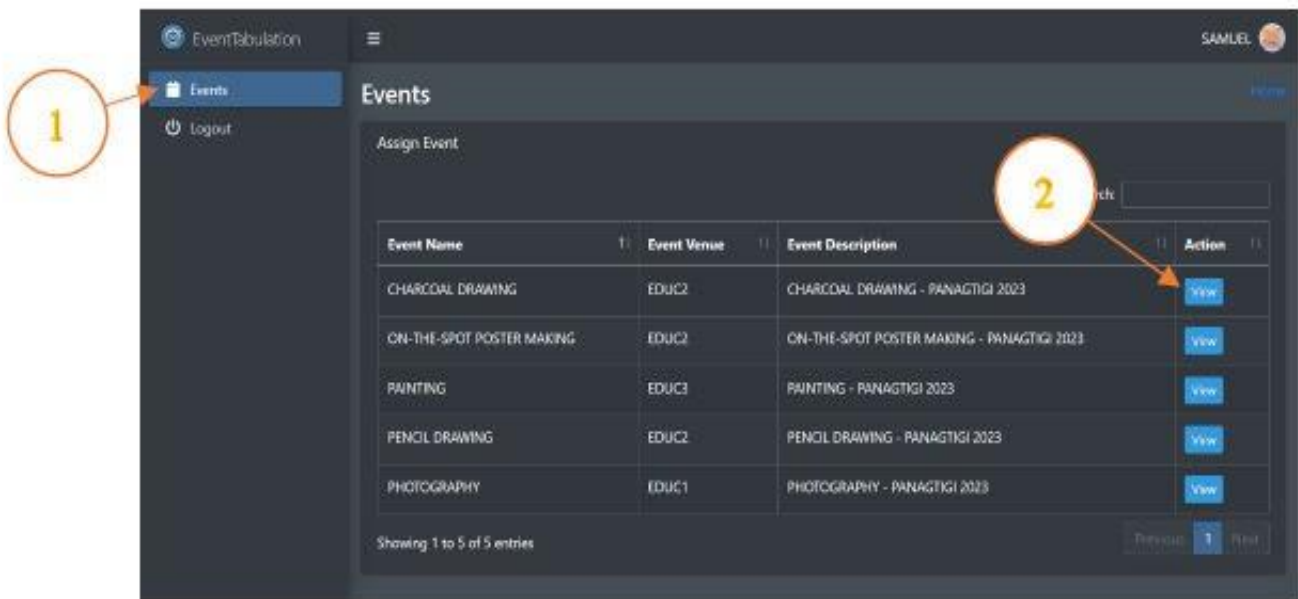 EventTabulation SAMUEL
1 Events Events Home
Logout Assign Event
2 rch:
Event Name Event Venue Event Description Action
CHARCOAL DRAWING EDUC2 CHARCOAL DRAWING - PANAGTIGI 2023 View
ON-THE-SPOT POSTER MAKING EDUC2 ON-THE-SPOT POSTER MAKING - PANAGTIGI 2023 View
PAINTING EDUC3 PAINTING - PANAGTIGI 2023 View
PENCIL DRAWING EDUC2 PENCIL DRAWING - PANAGTIGI 2023 View
PHOTOGRAPHY EDUC1 PHOTOGRAPHY - PANAGTIGI 2023 View
Showing 1 to 5 of 5 entries Previous 1 Next